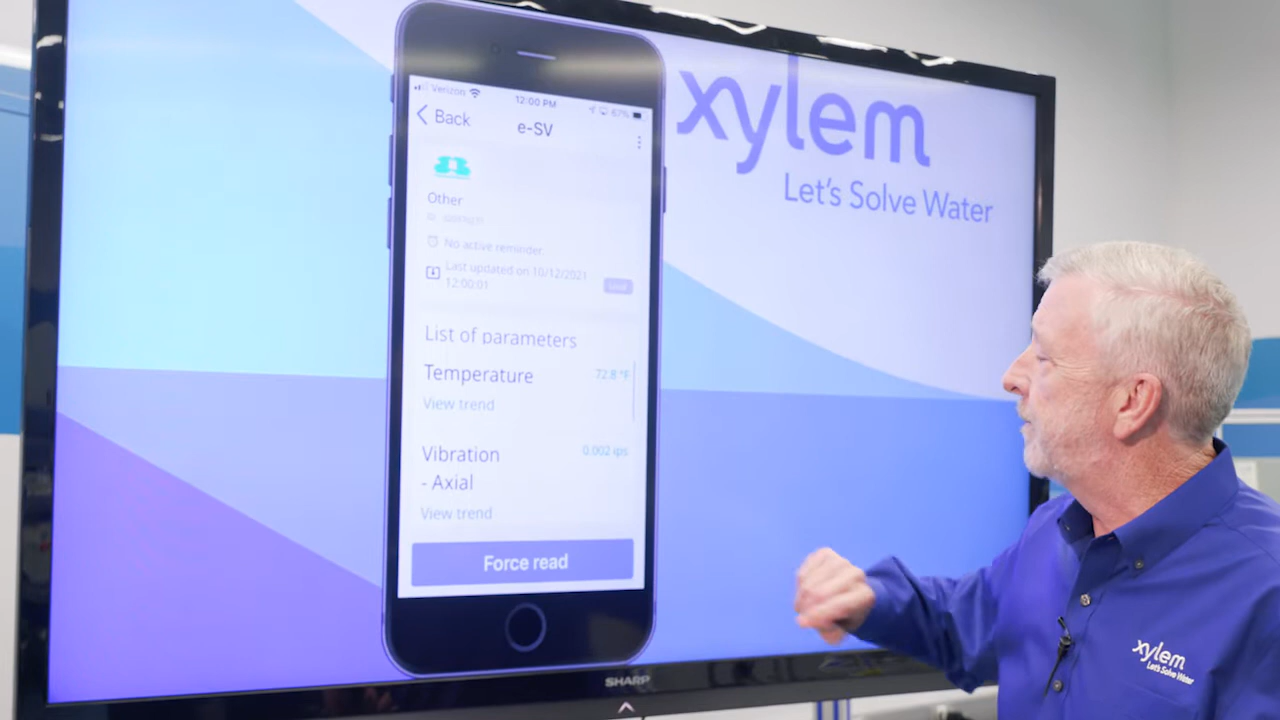 Verizon
12:00 PM
67%
Back
e-SV
Other
No active reminder.
Last updated on 10/12/2021
12:00:01
List of parameters
Temperature
72.8 °F
View trend
Vibration
- Axial
0.002 ips
View trend
Force read
xylem
Let's Solve Water
SHARP
xylem
Let's Solve Water